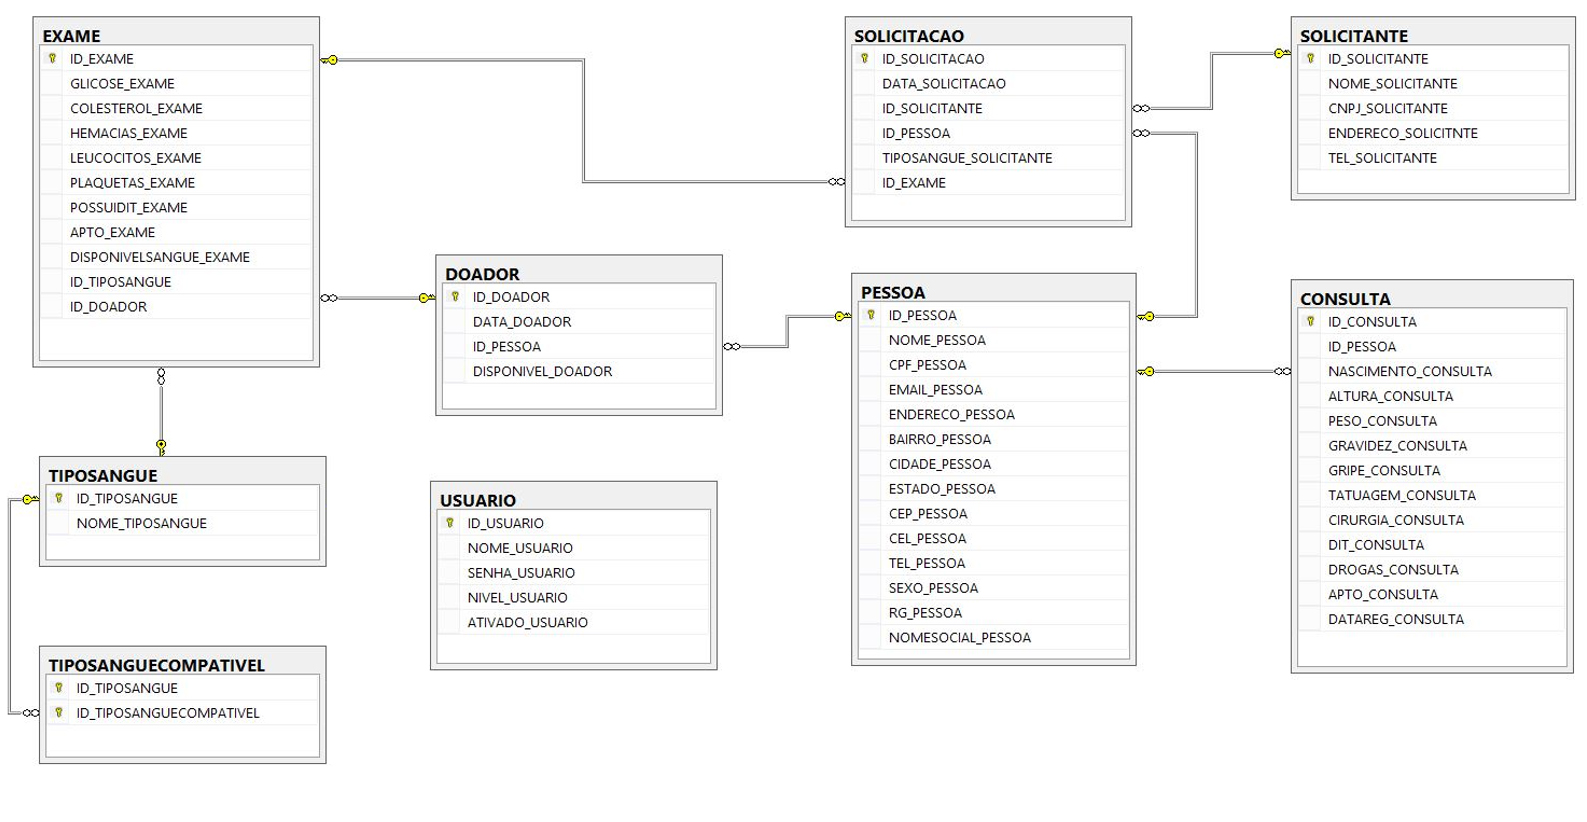 EXAME
ID_EXAME
GLICOSE_EXAME
COLESTEROL_EXAME
HEMACIAS_EXAME
LEUCOCITOS_EXAME
PLAQUETAS_EXAME
POSSUIDIT_EXAME
APTO_EXAME
DISPONIVELSANGUE_EXAME
ID_TIPOSANGUE
ID_DOADOR
SOLICITACAO
ID_SOLICITACAO
DATA_SOLICITACAO
ID_SOLICITANTE
ID_PESSOA
TIPOSANGUE_SOLICITANTE
ID_EXAME
SOLICITANTE
ID_SOLICITANTE
NOME_SOLICITANTE
CNPJ_SOLICITANTE
ENDERECO_SOLICITNTE
TEL_SOLICITANTE
DOADOR
ID_DOADOR
DATA_DOADOR
ID_PESSOA
DISPONIVEL_DOADOR
PESSOA
ID_PESSOA
NOME_PESSOA
CPF_PESSOA
EMAIL_PESSOA
ENDERECO_PESSOA
BAIRRO_PESSOA
CIDADE_PESSOA
ESTADO_PESSOA
CEP_PESSOA
CEL_PESSOA
TEL_PESSOA
SEXO_PESSOA
RG_PESSOA
NOMESOCIAL_PESSOA
CONSULTA
ID_CONSULTA
ID_PESSOA
NASCIMENTO_CONSULTA
ALTURA_CONSULTA
PESO_CONSULTA
GRAVIDEZ_CONSULTA
GRIPE_CONSULTA
TATUAGEM_CONSULTA
CIRURGIA_CONSULTA
DIT_CONSULTA
DROGAS_CONSULTA
APTO_CONSULTA
DATAREG_CONSULTA
TIPOSANGUE
ID_TIPOSANGUE
NOME_TIPOSANGUE
USUARIO
ID_USUARIO
NOME_USUARIO
SENHA_USUARIO
NIVEL_USUARIO
ATIVADO_USUARIO
TIPOSANGUECOMPATIVEL
ID_TIPOSANGUE
ID_TIPOSANGUECOMPATIVEL